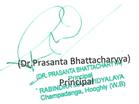 (Dr Prasanta Bhattacharyya)
Principal
DR. PRASANTA BHATTACHARYYA
Principal
RABINDRA MAHAVIDYALAYA
Champadanga, Hooghly (W.B)